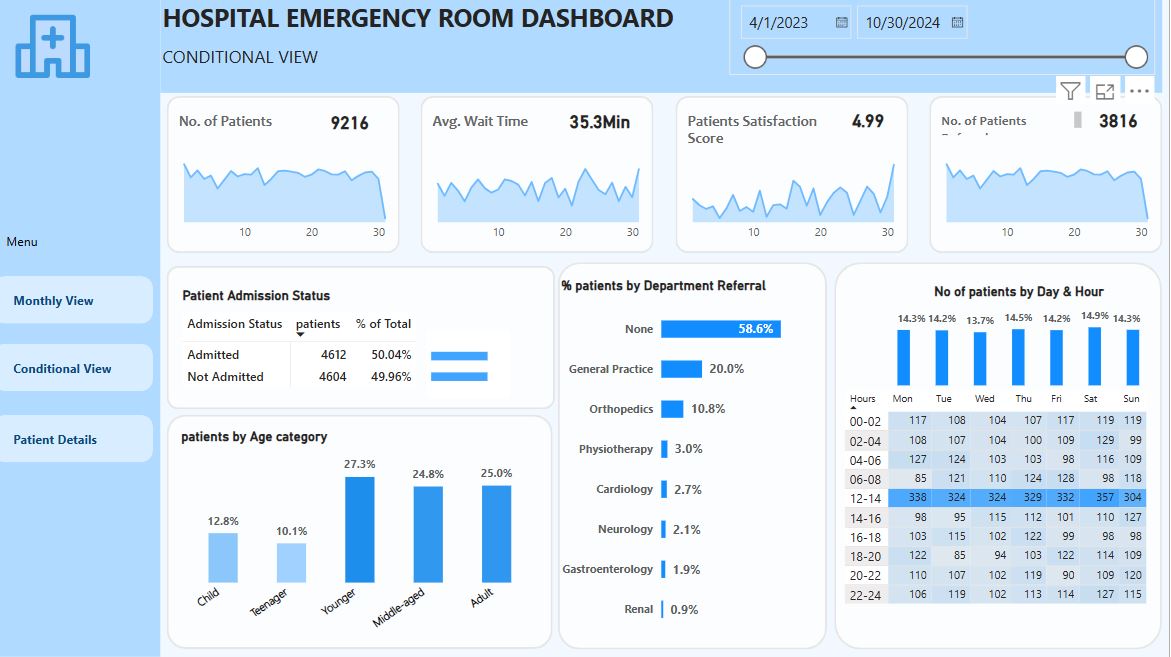 HOSPITAL EMERGENCY ROOM DASHBOARD
CONDITIONAL VIEW
4/1/2023 10/30/2024
Menu
Monthly View
Conditional View
Patient Details
No. of Patients 9216
10 20 30
Avg. Wait Time 35.3Min
10 20 30
Patients Satisfaction 4.99
Score
10 20 30
No. of Patients 3816
10 20 30
Patient Admission Status
Admission Status patients % of Total
Admitted 4612 50.04%
Not Admitted 4604 49.96%
patients by Age category
12.8% 10.1% 27.3% 24.8% 25.0%
Child Teenager Younger Middle-aged Adult
% patients by Department Referral
None 58.6%
General Practice 20.0%
Orthopedics 10.8%
Physiotherapy 3.0%
Cardiology 2.7%
Neurology 2.1%
Gastroenterology 1.9%
Renal 0.9%
No of patients by Day & Hour
14.3% 14.2% 13.7% 14.5% 14.2% 14.9% 14.3%
Hours Mon Tue Wed Thu Fri Sat Sun
00-02 117 108 104 107 117 119 119
02-04 108 107 104 100 109 129 99
04-06 127 124 103 103 98 116 109
06-08 85 121 110 124 128 98 118
12-14 338 324 324 329 332 357 304
14-16 98 95 115 112 101 110 127
16-18 103 115 102 122 99 98 98
18-20 122 85 94 103 122 114 109
20-22 110 107 102 119 90 109 120
22-24 106 119 102 113 114 127 115